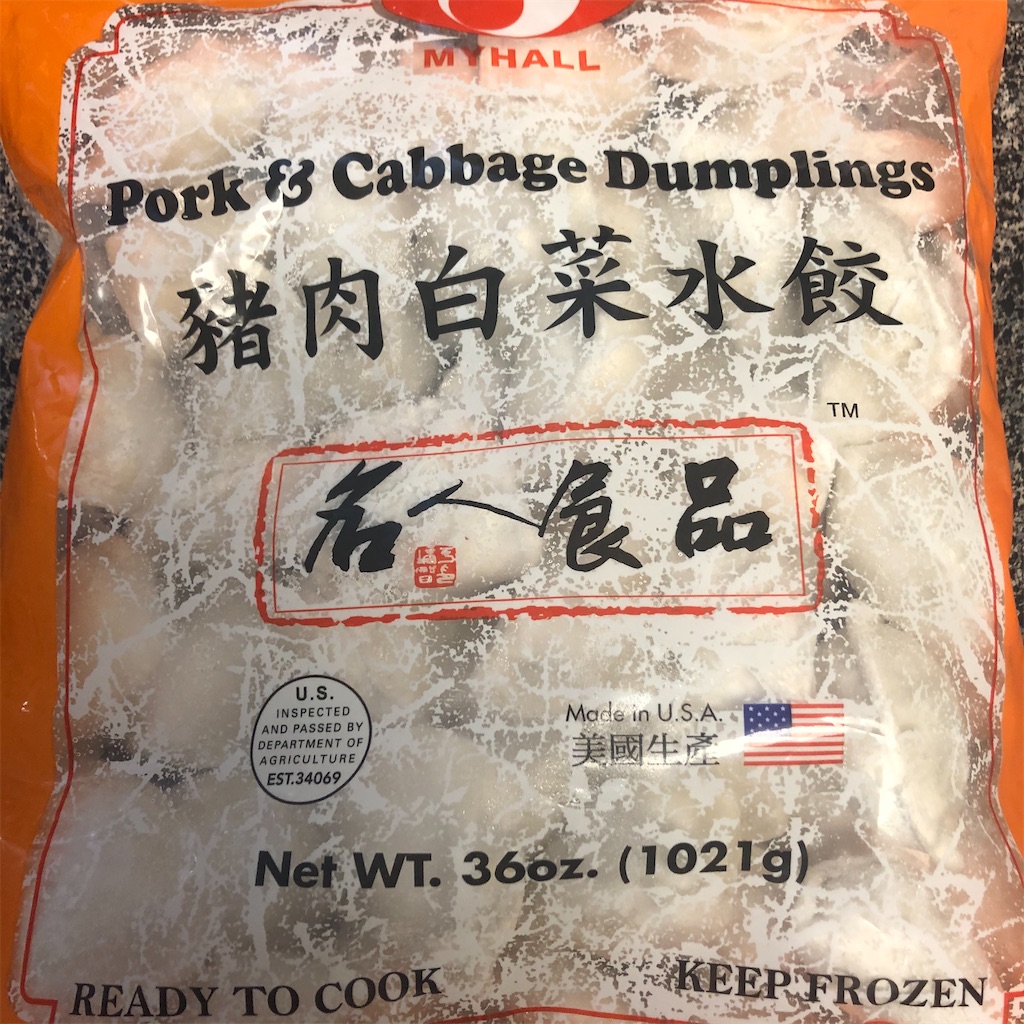 MYHALL
Pork & Cabbage Dumplings
豬肉白菜水餃
TM
名人食品
U.S.
INSPECTED
AND PASSED BY
DEPARTMENT OF
AGRICULTURE
EST.34069
Made in U.S.A.
美國生產
Net WT. 36oz. (1021g)
READY TO COOK
KEEP FROZEN